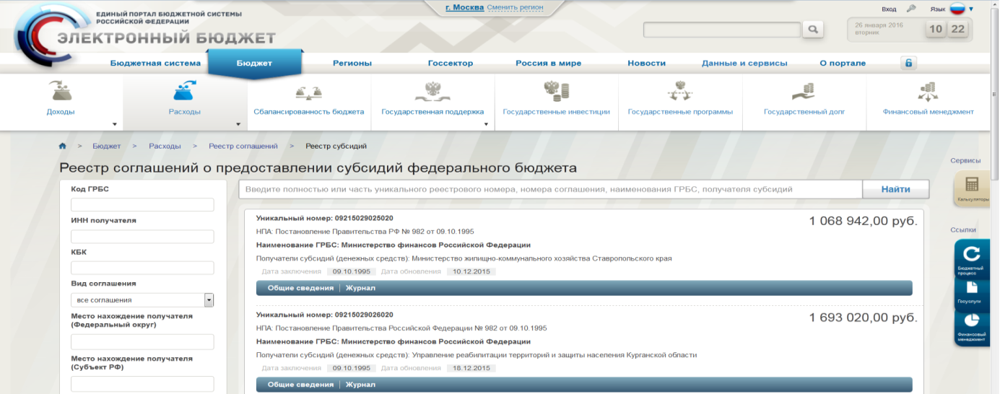 ЕДИНЫЙ ПОРТАЛ БЮДЖЕТНОЙ СИСТЕМЫ
РОССИЙСКОЙ ФЕДЕРАЦИИ
ЭЛЕКТРОННЫЙ БЮДЖЕТ
г. Москва Сменить регион
Вход Язык
26 января 2016
вторник
10 22
Бюджетная система Бюджет Регионы Госсектор Россия в мире Новости Данные и сервисы О портале
Доходы Расходы Сбалансированность бюджета Государственная поддержка Государственные инвестиции Государственные программы Государственный долг Финансовый менеджмент
> Бюджет > Расходы > Реестр соглашений > Реестр субсидий
Реестр соглашений о предоставлении субсидий федерального бюджета
Код ГРБС
ИНН получателя
КБК
Вид соглашения
все соглашения
Место нахождение получателя
(Федеральный округ)
Место нахождение получателя
(Субъект РФ)
Введите полностью или часть уникального реестрового номера, номера соглашения, наименования ГРБС, получателя субсидий Найти
Уникальный номер: 09215029025020 1 068 942,00 руб.
НПА: Постановление Правительства РФ № 982 от 09.10.1995
Наименование ГРБС: Министерство финансов Российской Федерации
Получатели субсидий (денежных средств): Министерство жилищно-коммунального хозяйства Ставропольского края
Дата заключения 09.10.1995 Дата обновления 10.12.2015
Общие сведения | Журнал
Уникальный номер: 09215029026020 1 693 020,00 руб.
НПА: Постановление Правительства Российской Федерации № 982 от 09.10.1995
Наименование ГРБС: Министерство финансов Российской Федерации
Получатели субсидий (денежных средств): Управление реабилитации территорий и защиты населения Курганской области
Дата заключения 09.10.1995 Дата обновления 18.12.2015
Общие сведения | Журнал
Сервисы
Калькуляторы
Ссылки
Бюджетный
процесс
Госуслуги
Финансовый
менеджмент